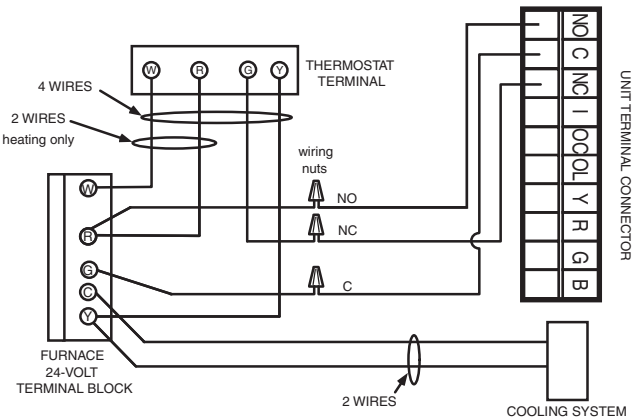 THERMOSTAT
TERMINAL
W R G Y
4 WIRES
2 WIRES
heating only
wiring
nuts
NO
NC
C
W
R
G
C
Y
FURNACE
24-VOLT
TERMINAL BLOCK
2 WIRES
COOLING SYSTEM
NO
C
NC
I
OCOL
Y
R
G
B
UNIT TERMINAL CONNECTOR